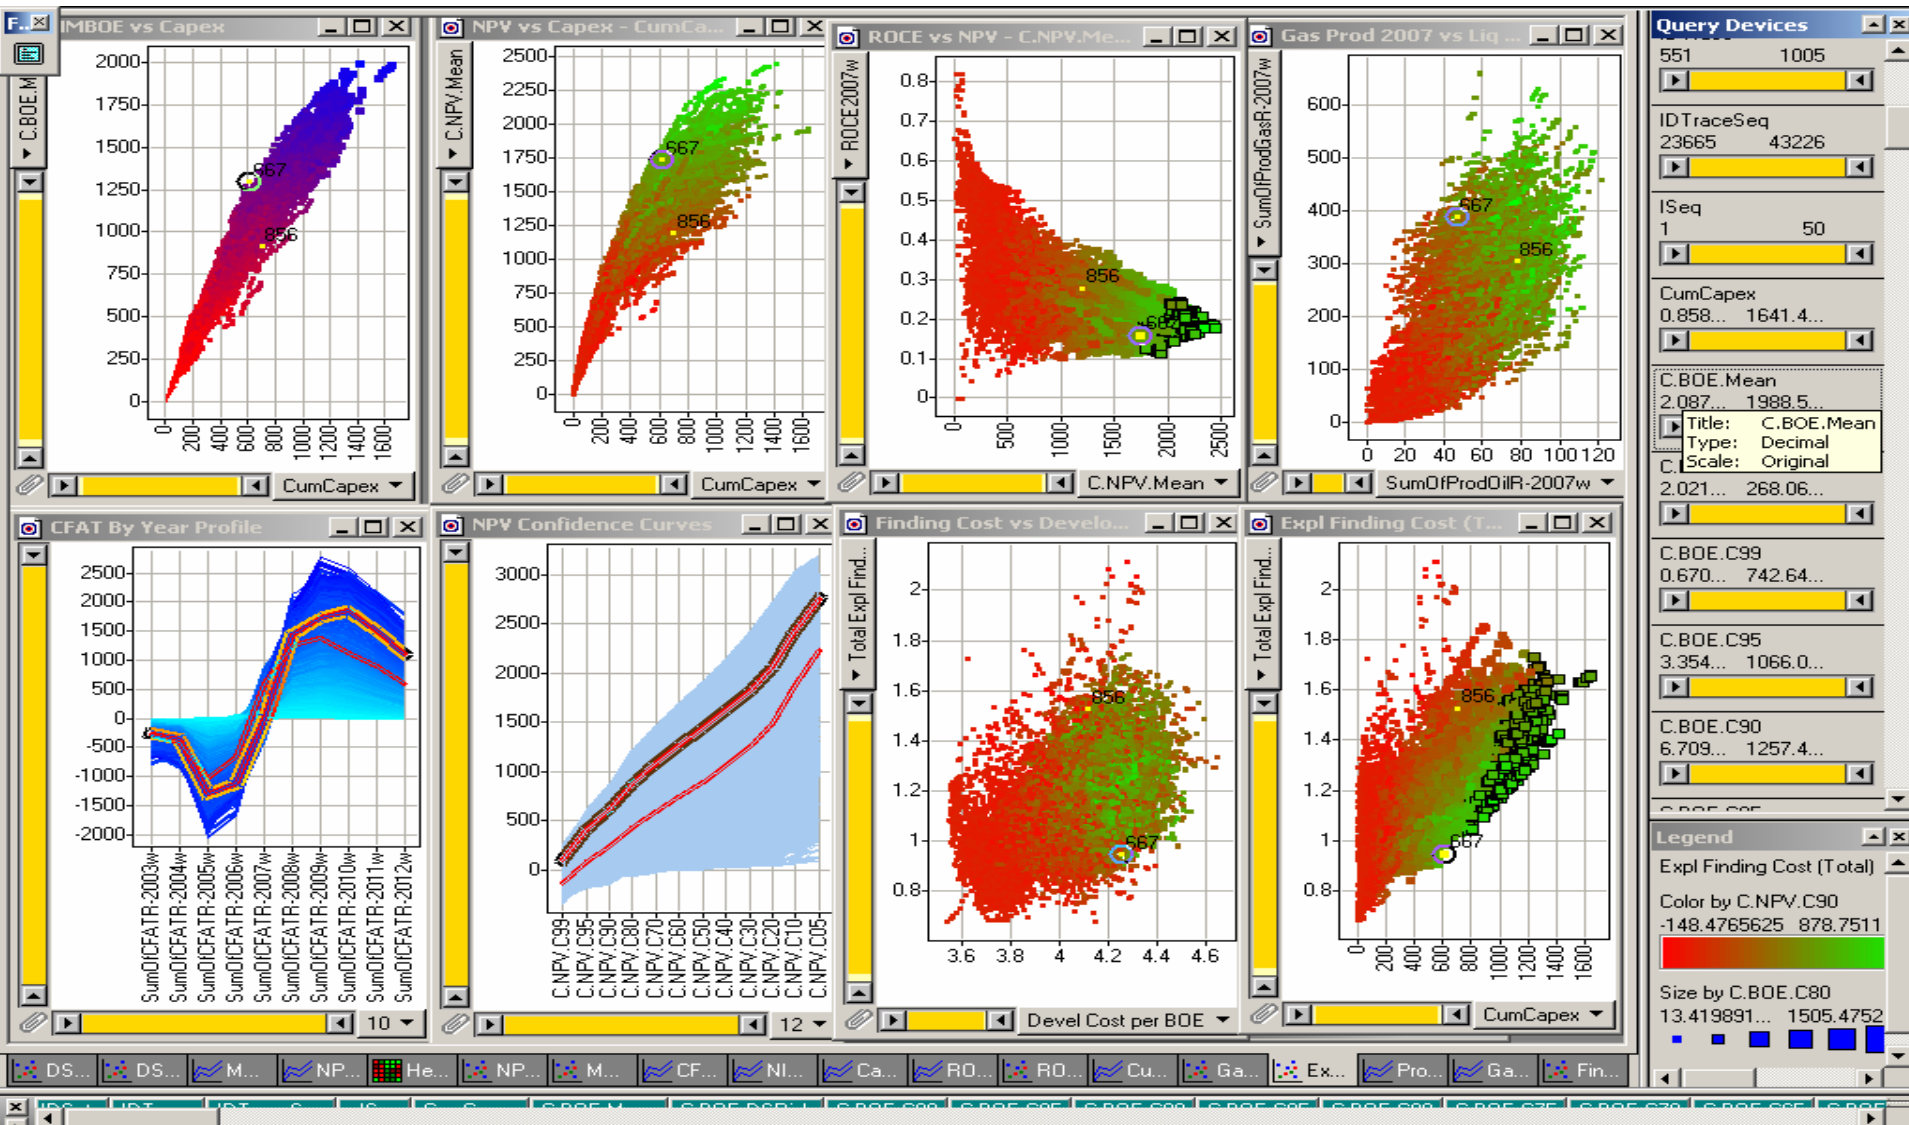 F...
MBOE vs Capex
C.BOE.M
2000
1750
1500
1250
1000
750
500
250
0
667
856
0 200 400 600 800 1000 1200 1400 1600
CumCapex
NPV vs Capex - CumCa...
C.NPV.Mean
2500
2250
2000
1750
1500
1250
1000
750
500
250
0
667
856
0 200 400 600 800 1000 1200 1400 1600
CumCapex
ROCE vs NPV - C.NPV.Me...
ROCE2007w
0.8
0.7
0.6
0.5
0.4
0.3
0.2
0.1
0
856
667
0 500 1000 1500 2000 2500
C.NPV.Mean
Gas Prod 2007 vs Liq ...
SumOfProdGasR-2007w
600
500
400
300
200
100
0
667
856
0 20 40 60 80 100 120
SumOfProdOilR-2007w
CFAT By Year Profile
2500
2000
1500
1000
500
0
-500
-1000
-1500
-2000
SumOfCFATR-2003w
SumOfCFATR-2004w
SumOfCFATR-2005w
SumOfCFATR-2006w
SumOfCFATR-2007w
SumOfCFATR-2008w
SumOfCFATR-2009w
SumOfCFATR-2010w
SumOfCFATR-2011w
SumOfCFATR-2012w
10
NPV Confidence Curves
3000
2500
2000
1500
1000
500
0
C.NPV.C99
C.NPV.C95
C.NPV.C90
C.NPV.C80
C.NPV.C70
C.NPV.C60
C.NPV.C50
C.NPV.C40
C.NPV.C30
C.NPV.C20
C.NPV.C10
C.NPV.C05
12
Finding Cost vs Develo...
Total Expl Find...
2
1.8
1.6
1.4
1.2
1
0.8
856
667
3.6 3.8 4 4.2 4.4 4.6
Devel Cost per BOE
Expl Finding Cost (T...
Total Expl Find...
2
1.8
1.6
1.4
1.2
1
0.8
856
667
0 200 400 600 800 1000 1200 1400 1600
CumCapex
Query Devices
551 1005
IDTraceSeq
23665 43226
ISeq
1 50
CumCapex
0.858... 1641.4...
C.BOE.Mean
2.087... 1988.5...
Title: C.BOE.Mean
Type: Decimal
Scale: Original
2.021... 268.06...
C.BOE.C99
0.670... 742.64...
C.BOE.C95
3.354... 1066.0...
C.BOE.C90
6.709... 1257.4...
Legend
Expl Finding Cost (Total)
Color by C.NPV.C90
-148.4765625 878.7511
Size by C.BOE.C80
13.419891... 1505.4752
DS... DS... M... NP... He... NP... M... CF... NI... Ca... RO... RO... Cu... Ga... Ex... Pro... Ga... Fin...